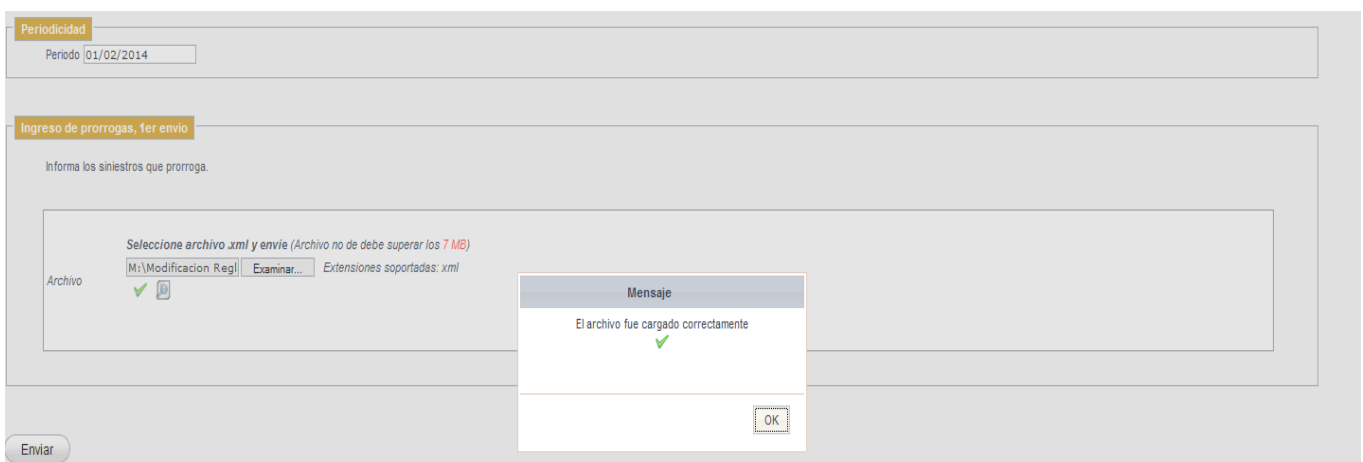 Periodicidad
Periodo 01/02/2014
Ingreso de prorrogas, 1er envio
Informa los siniestros que prorroga.
Seleccione archivo .xml y envie (Archivo no de debe superar los 7 MB)
Archivo
M:\Modificacion Regl Examinar... Extensiones soportadas: xml
Mensaje
El archivo fue cargado correctamente
OK
Enviar